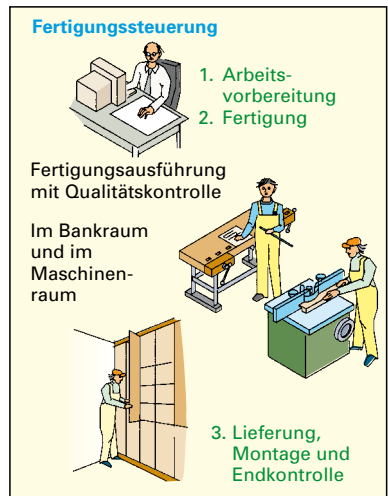 Fertigungssteuerung
1. Arbeits-
vorbereitung
2. Fertigung
Fertigungsausführung
mit Qualitätskontrolle
Im Bankraum
und im
Maschinen-
raum
3. Lieferung,
Montage und
Endkontrolle